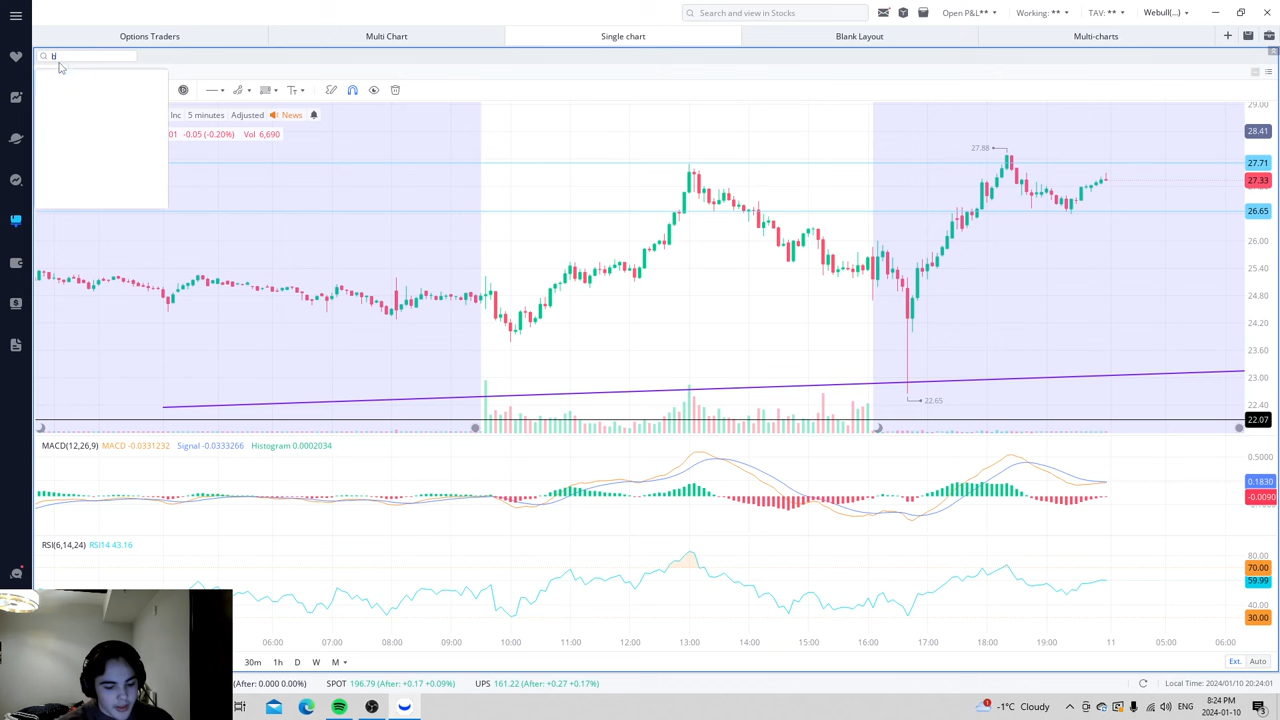 Search and view in Stocks
Open P&L**
Working: **
TAV: **
Webull(...)
Options Traders
Multi Chart
Single chart
Blank Layout
Multi-charts
Inc 5 minutes Adjusted News
01 -0.05 (-0.20%) Vol 6,690
29.00
28.41
27.88
27.71
27.33
26.65
26.00
25.40
24.80
24.20
23.60
23.00
22.65
22.40
22.07
MACD(12,26,9) MACD -0.0331232 Signal -0.0333266 Histogram 0.0002034
0.5000
0.1830
-0.0090
RSI(6,14,24) RSI14 43.16
80.00
70.00
59.99
40.00
30.00
06:00 07:00 08:00 09:00 10:00 11:00 12:00 13:00 14:00 15:00 16:00 17:00 18:00 19:00 11 05:00 06:00
30m 1h D W M
Ext. Auto
(After: 0.000 0.00%) SPOT 196.79 (After: +0.17 +0.09%) UPS 161.22 (After: +0.27 +0.17%)
Local Time: 2024/01/10 20:24:01
-1°C Cloudy
ENG
8:24 PM
2024-01-10